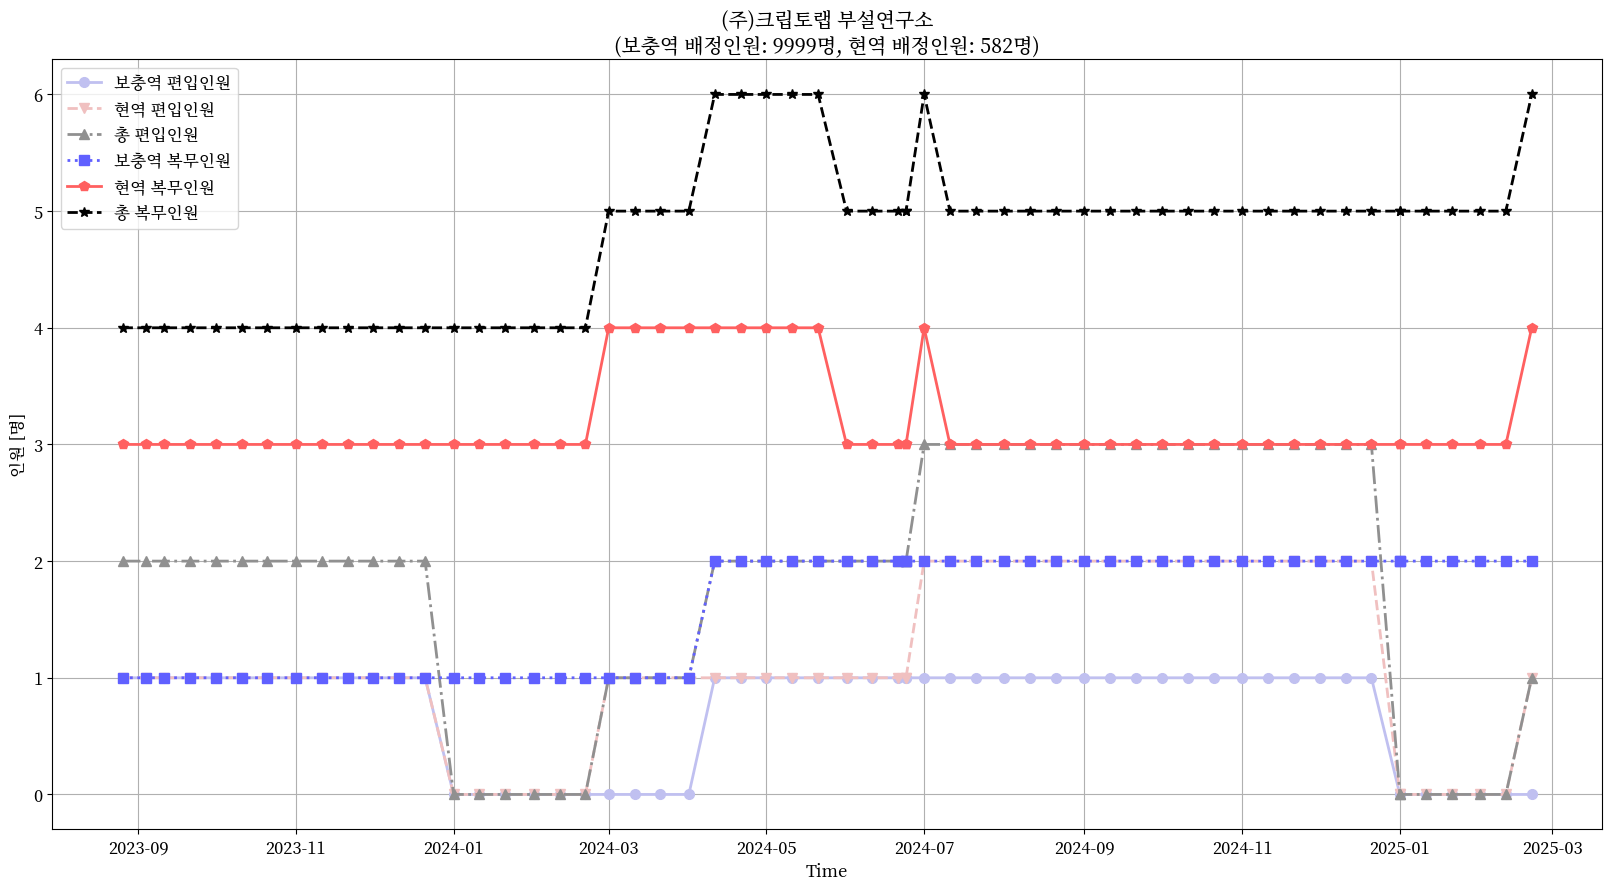 (주)크립토랩 부설연구소
(보충역 배정인원: 9999명, 현역 배정인원: 582명)
보충역 편입인원
현역 편입인원
총 편입인원
보충역 복무인원
현역 복무인원
총 복무인원
인원 [명]
6
5
4
3
2
1
0
2023-09
2023-11
2024-01
2024-03
2024-05
2024-07
2024-09
2024-11
2025-01
2025-03
Time